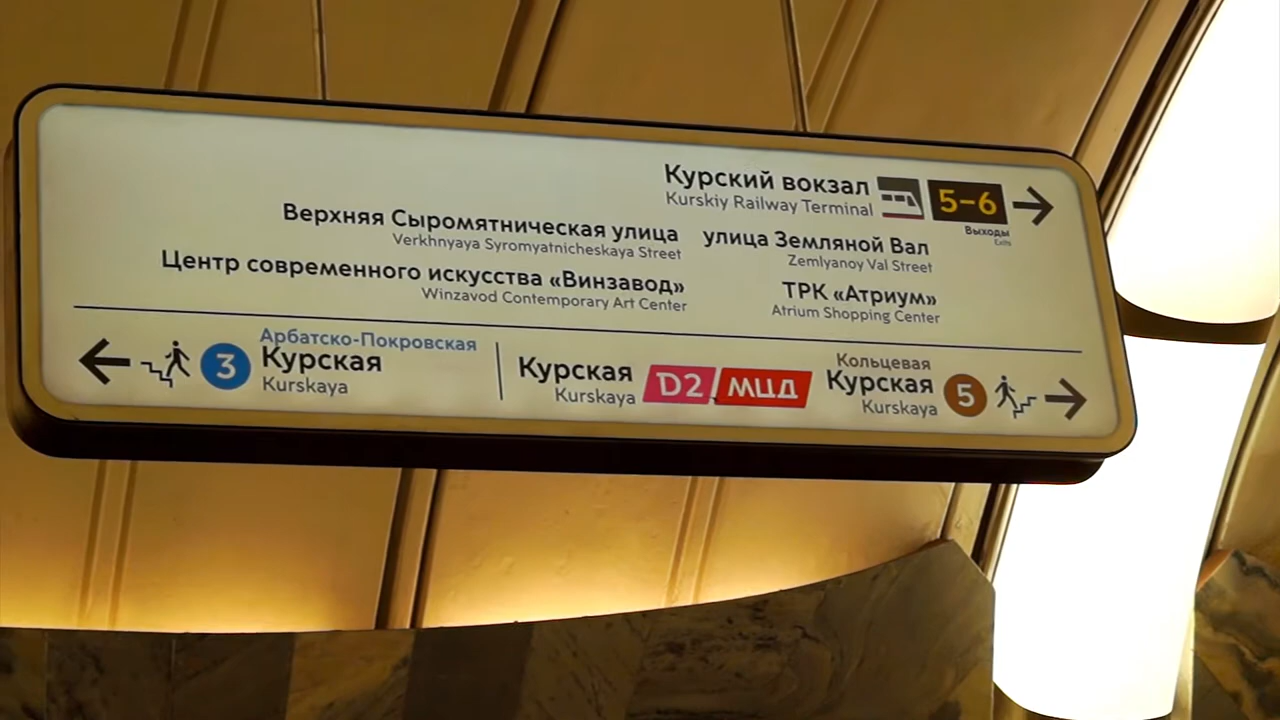 Курский вокзал 5-6
Kurskiy Railway Terminal
Выходы
Exits
Верхняя Сыромятническая улица
Verkhnyaya Syromyatnicheskaya Street
улица Земляной Вал
Zemlyanoy Val Street
Центр современного искусства «Винзавод»
Winzavod Contemporary Art Center
ТРК «Атриум»
Atrium Shopping Center
Арбатско-Покровская
3 Курская
Kurskaya
Курская D2 МЦД
Kurskaya
Кольцевая
Курская 5
Kurskaya